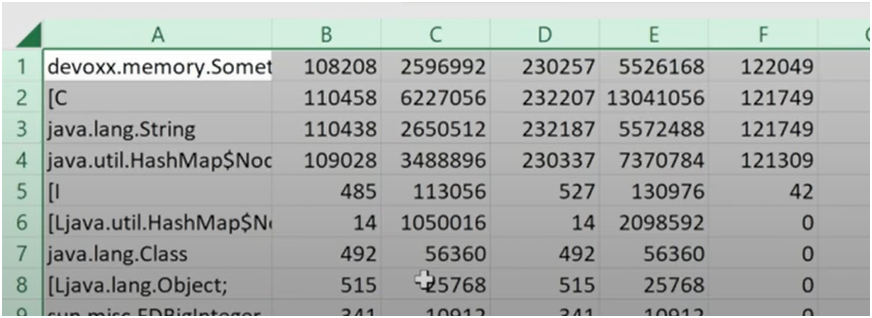 A B C D E F
1 devoxx.memory.Somet 108208 2596992 230257 5526168 122049
2 [C 110458 6227056 232207 13041056 121749
3 java.lang.String 110438 2650512 232187 5572488 121749
4 java.util.HashMap$Noc 109028 3488896 230337 7370784 121309
5 [I 485 113056 527 130976 42
6 [Ljava.util.HashMap$N 14 1050016 14 2098592 0
7 java.lang.Class 492 56360 492 56360 0
8 [Ljava.lang.Object; 515 25768 515 25768 0
9 sun.misc.FDBigInteger 341 10912 341 10912 0